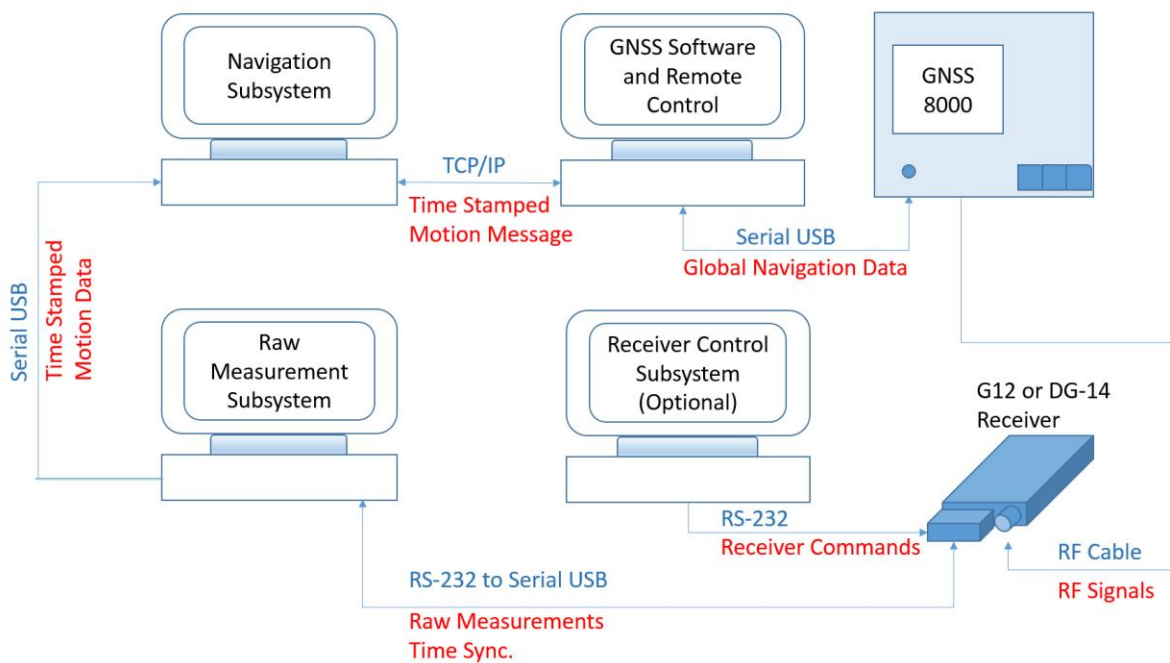 Navigation
Subsystem
GNSS Software
and Remote
Control
GNSS
8000
TCP/IP
Time Stamped
Motion Message
Serial USB
Global Navigation Data
Serial USB
Time Stamped
Motion Data
Raw
Measurement
Subsystem
Receiver Control
Subsystem
(Optional)
G12 or DG-14
Receiver
RS-232
Receiver Commands
RF Cable
RF Signals
RS-232 to Serial USB
Raw Measurements
Time Sync.